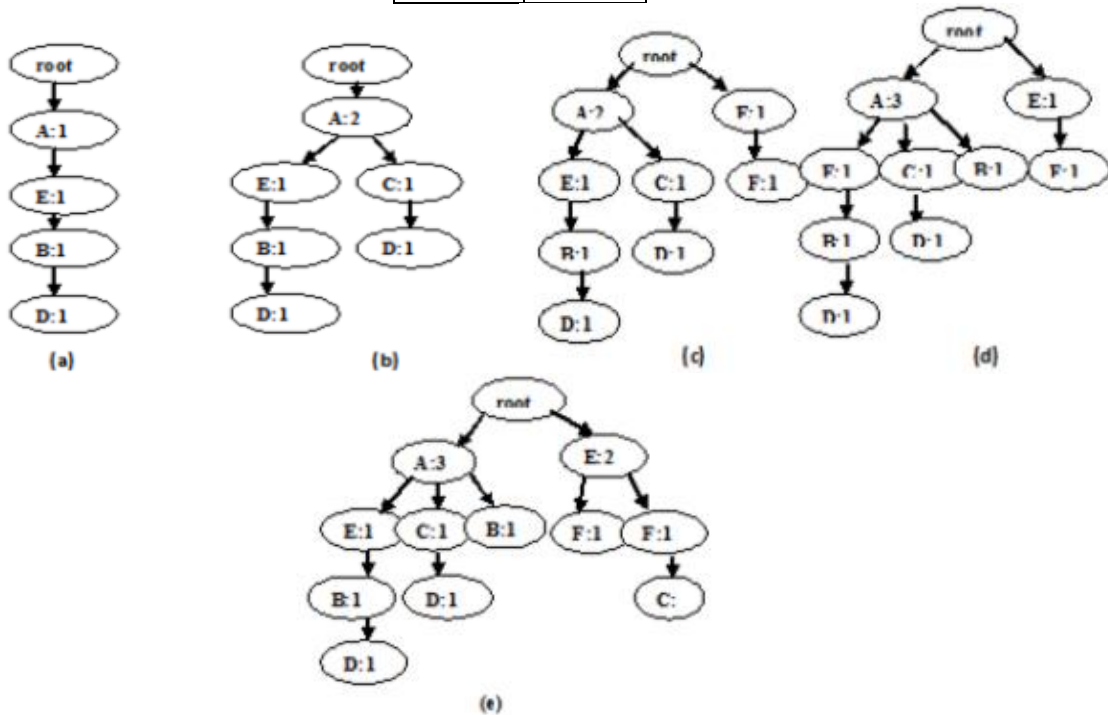 root
A:1
E:1
B:1
D:1
(a)
root
A:2
E:1 C:1
B:1 D:1
D:1
(b)
root
A:2 F:1
E:1 C:1 F:1
B:1 D:1
D:1
(c)
root
A:3 E:1
F:1 C:1 B:1 F:1
B:1 D:1
D:1
(d)
root
A:3 E:2
E:1 C:1 B:1 F:1 F:1
B:1 D:1 C:
D:1
(e)